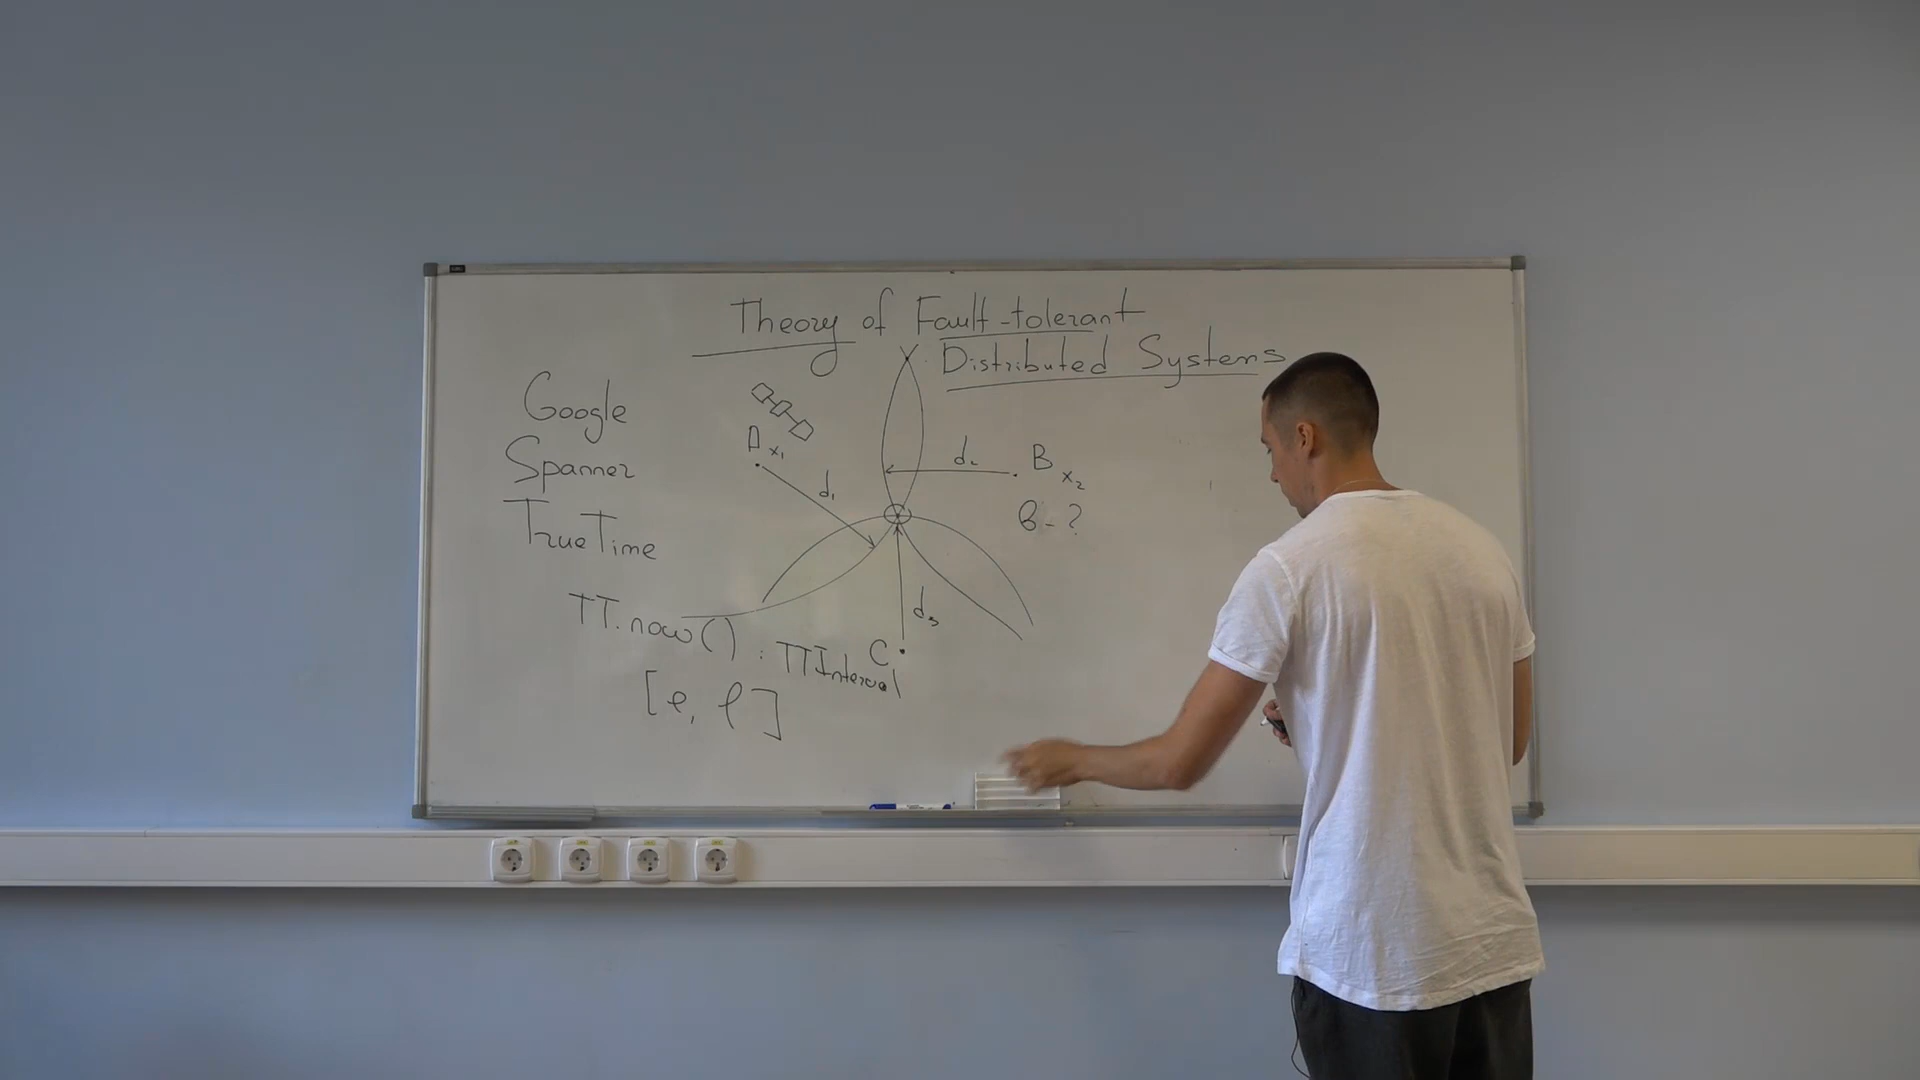 Theory of Fault-tolerant
Distributed Systems
Google
Spanner
TrueTime
TT.now() : TTInterval
[e, l]
A x₁
d₁
d₂
B x₂
в - ?
d₃
C